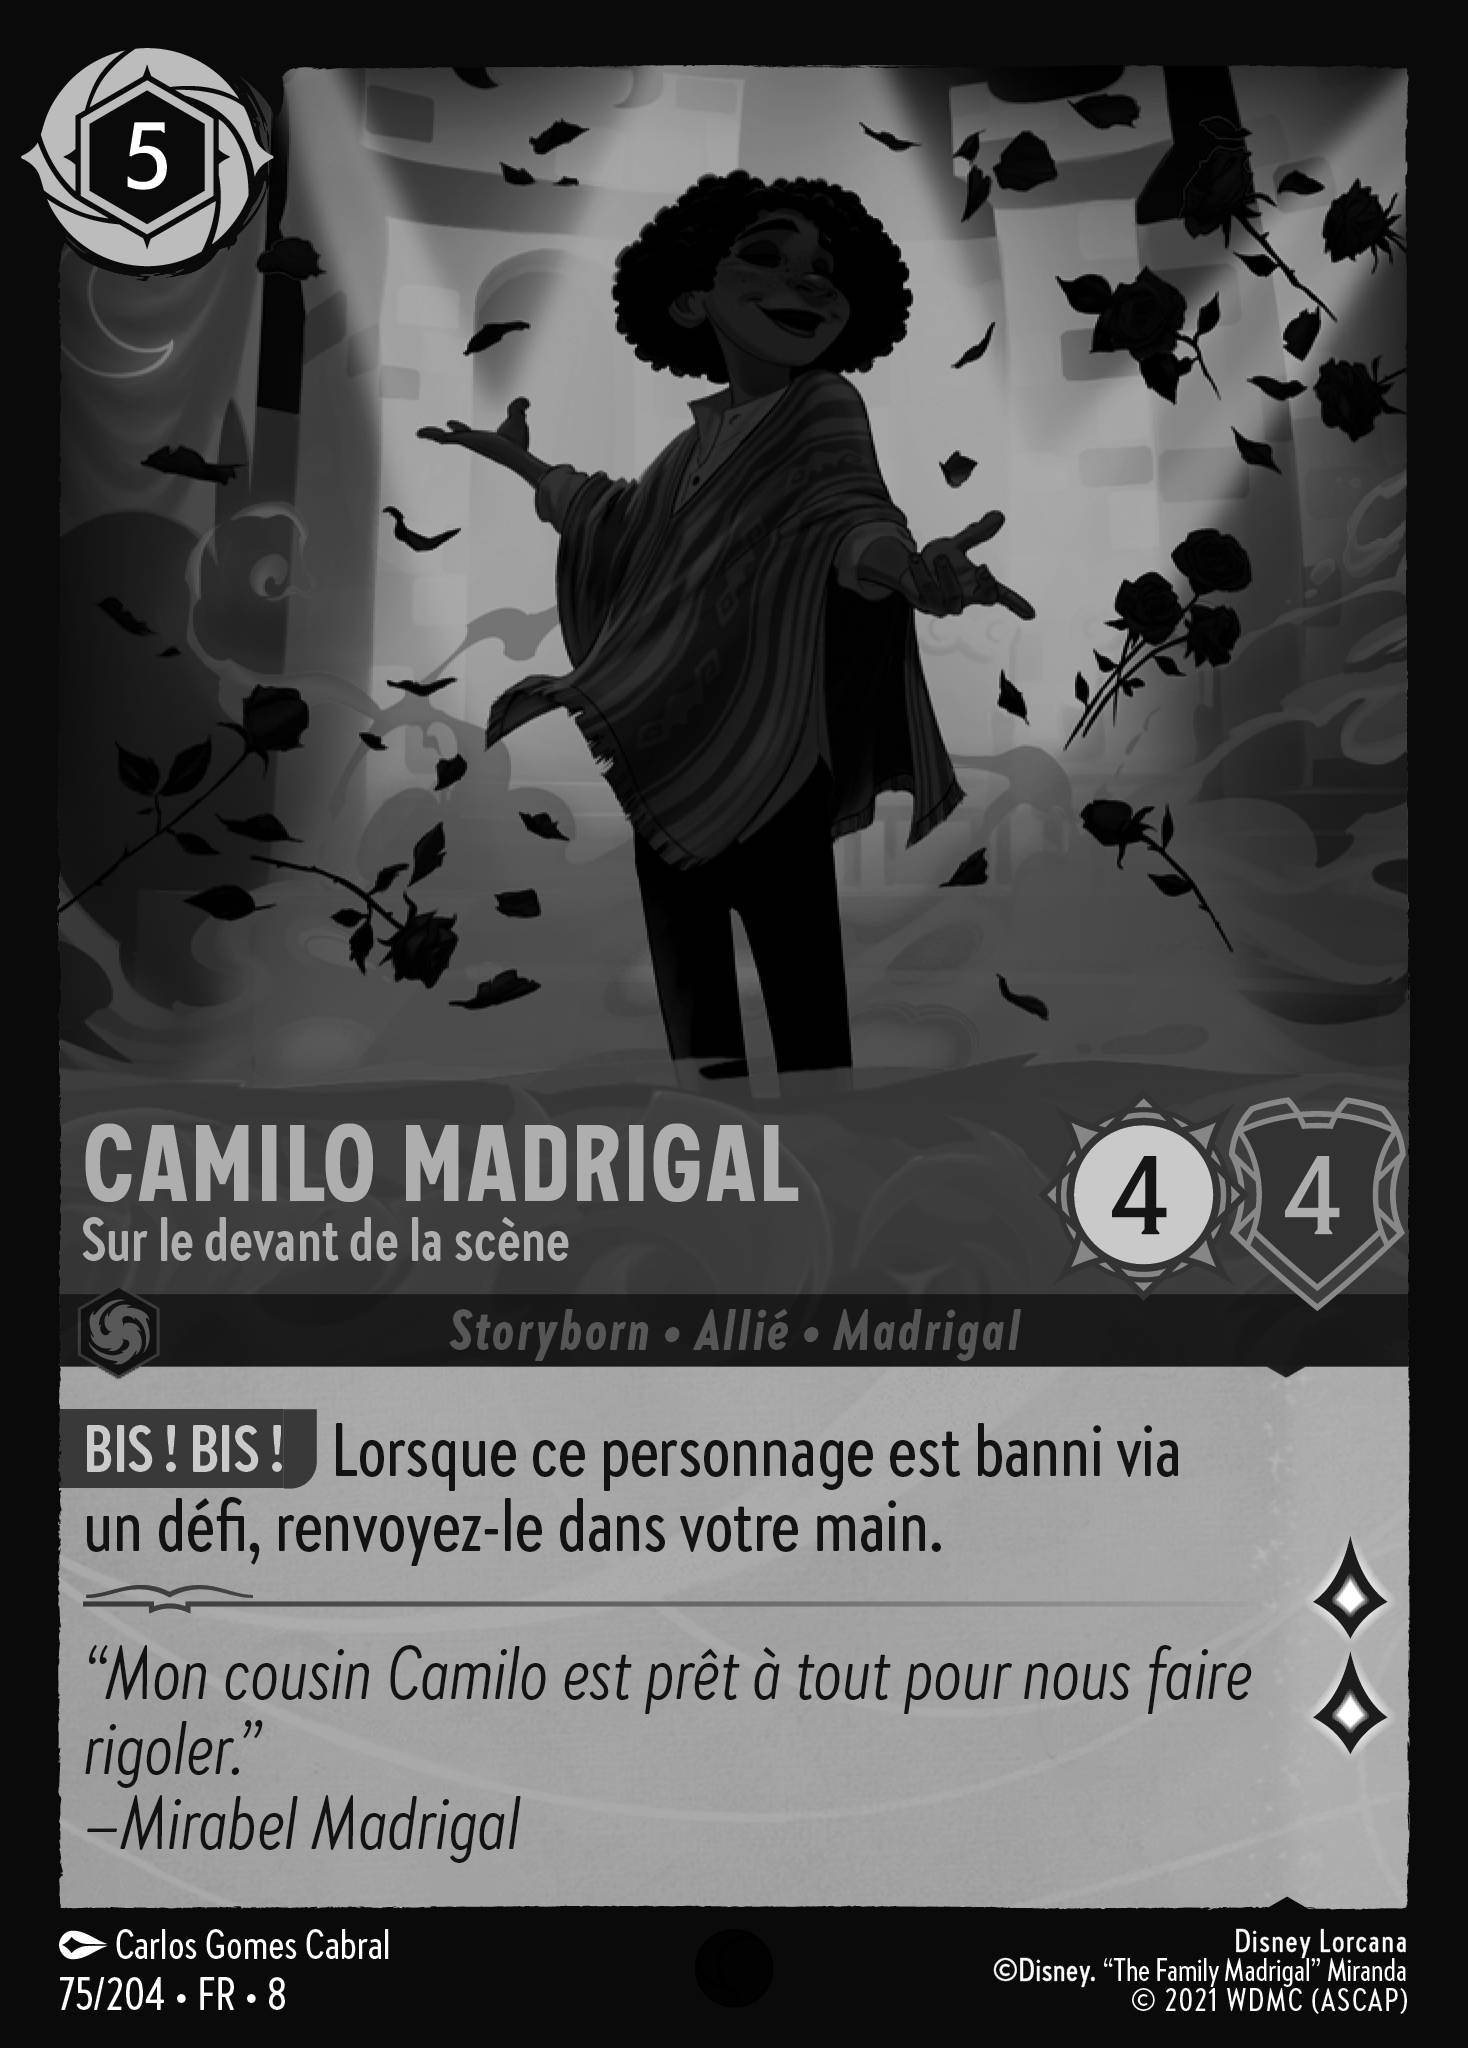 5
CAMILO MADRIGAL
Sur le devant de la scène
4
4
Storyborn • Allié • Madrigal
BIS ! BIS ! Lorsque ce personnage est banni via
un défi, renvoyez-le dans votre main.
“Mon cousin Camilo est prêt à tout pour nous faire
rigoler.”
–Mirabel Madrigal
Carlos Gomes Cabral
75/204 • FR • 8
Disney Lorcana
©Disney. “The Family Madrigal” Miranda
© 2021 WDMC (ASCAP)